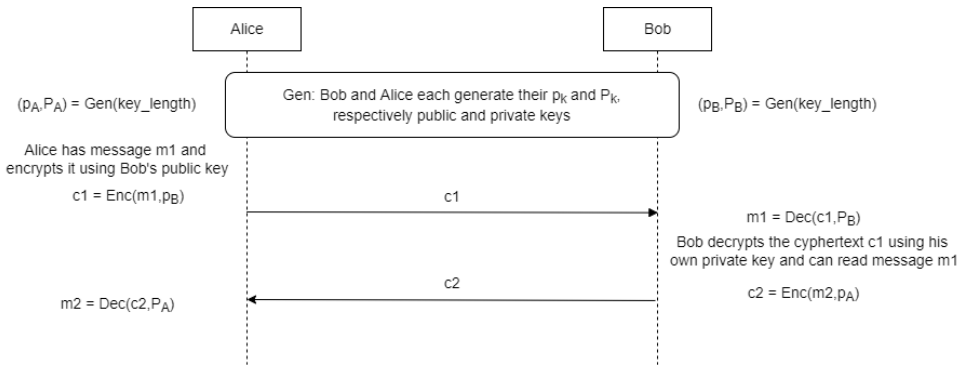 Alice
Bob
(pA,PA) = Gen(key_length)
Gen: Bob and Alice each generate their pk and Pk,
respectively public and private keys
(pB,PB) = Gen(key_length)
Alice has message m1 and
encrypts it using Bob's public key
c1 = Enc(m1,pB)
c1
m1 = Dec(c1,PB)
Bob decrypts the cyphertext c1 using his
own private key and can read message m1
c2
m2 = Dec(c2,PA)
c2 = Enc(m2,pA)